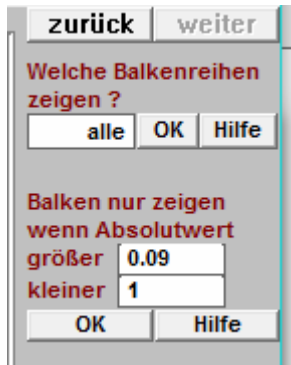 zurück weiter
Welche Balkenreihen
zeigen ?
alle OK Hilfe
Balken nur zeigen
wenn Absolutwert
größer 0.09
kleiner 1
OK Hilfe